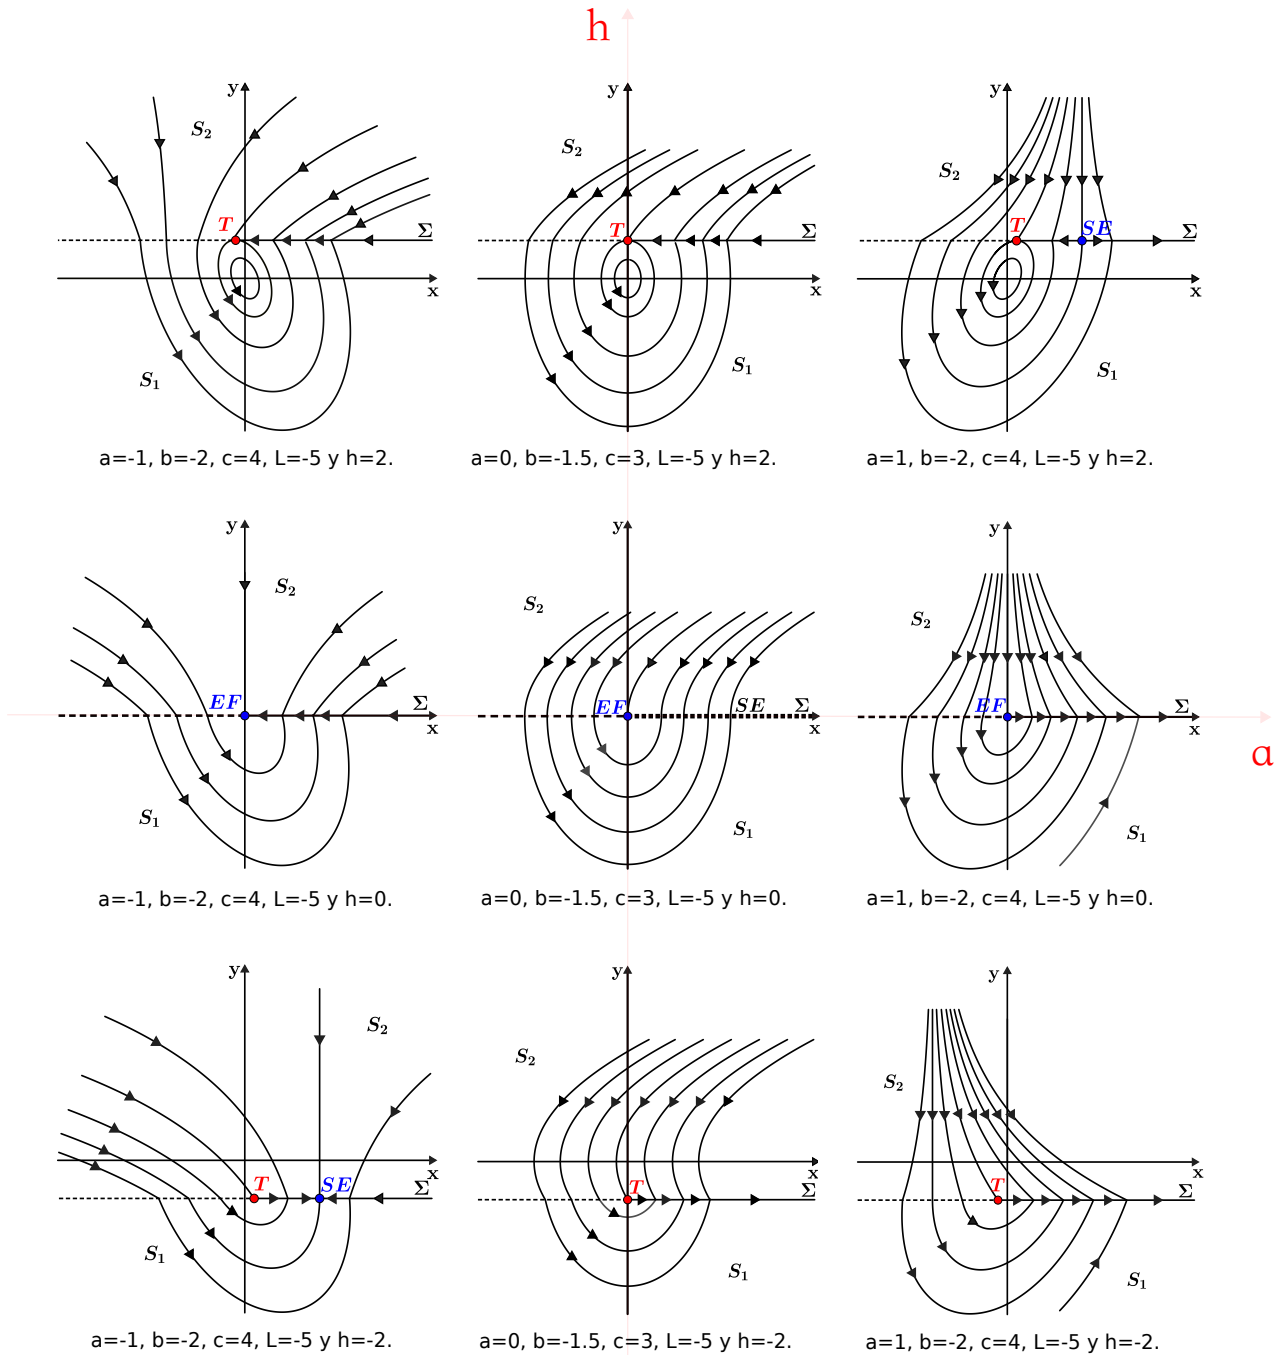 h
y
S₂
T
Σ
x
S₁
a=-1, b=-2, c=4, L=-5 y h=2.
y
S₂
T
Σ
x
S₁
a=0, b=-1.5, c=3, L=-5 y h=2.
y
S₂
T
SE
Σ
x
S₁
a=1, b=-2, c=4, L=-5 y h=2.
y
S₂
EF
Σ
x
S₁
a=-1, b=-2, c=4, L=-5 y h=0.
y
S₂
EF
SE
Σ
x
S₁
a=0, b=-1.5, c=3, L=-5 y h=0.
y
S₂
EF
Σ
x
S₁
a=1, b=-2, c=4, L=-5 y h=0.
a
y
S₂
x
T
SE
Σ
S₁
a=-1, b=-2, c=4, L=-5 y h=-2.
y
S₂
x
T
Σ
S₁
a=0, b=-1.5, c=3, L=-5 y h=-2.
y
S₂
x
T
Σ
S₁
a=1, b=-2, c=4, L=-5 y h=-2.